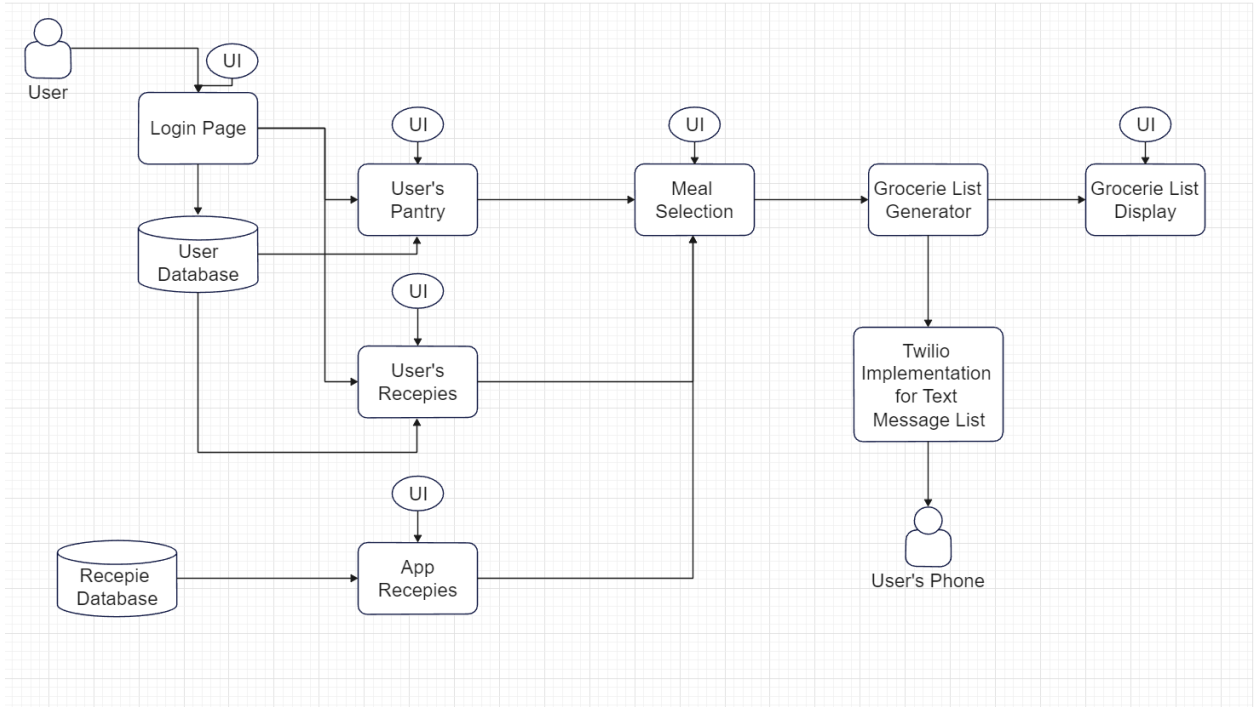 UI
User
Login Page
UI
UI
UI
User's
Pantry
Meal
Selection
Grocerie List
Generator
Grocerie List
Display
User
Database
UI
User's
Recepies
Twilio
Implementation
for Text
Message List
UI
App
Recepies
Recepie
Database
User's Phone